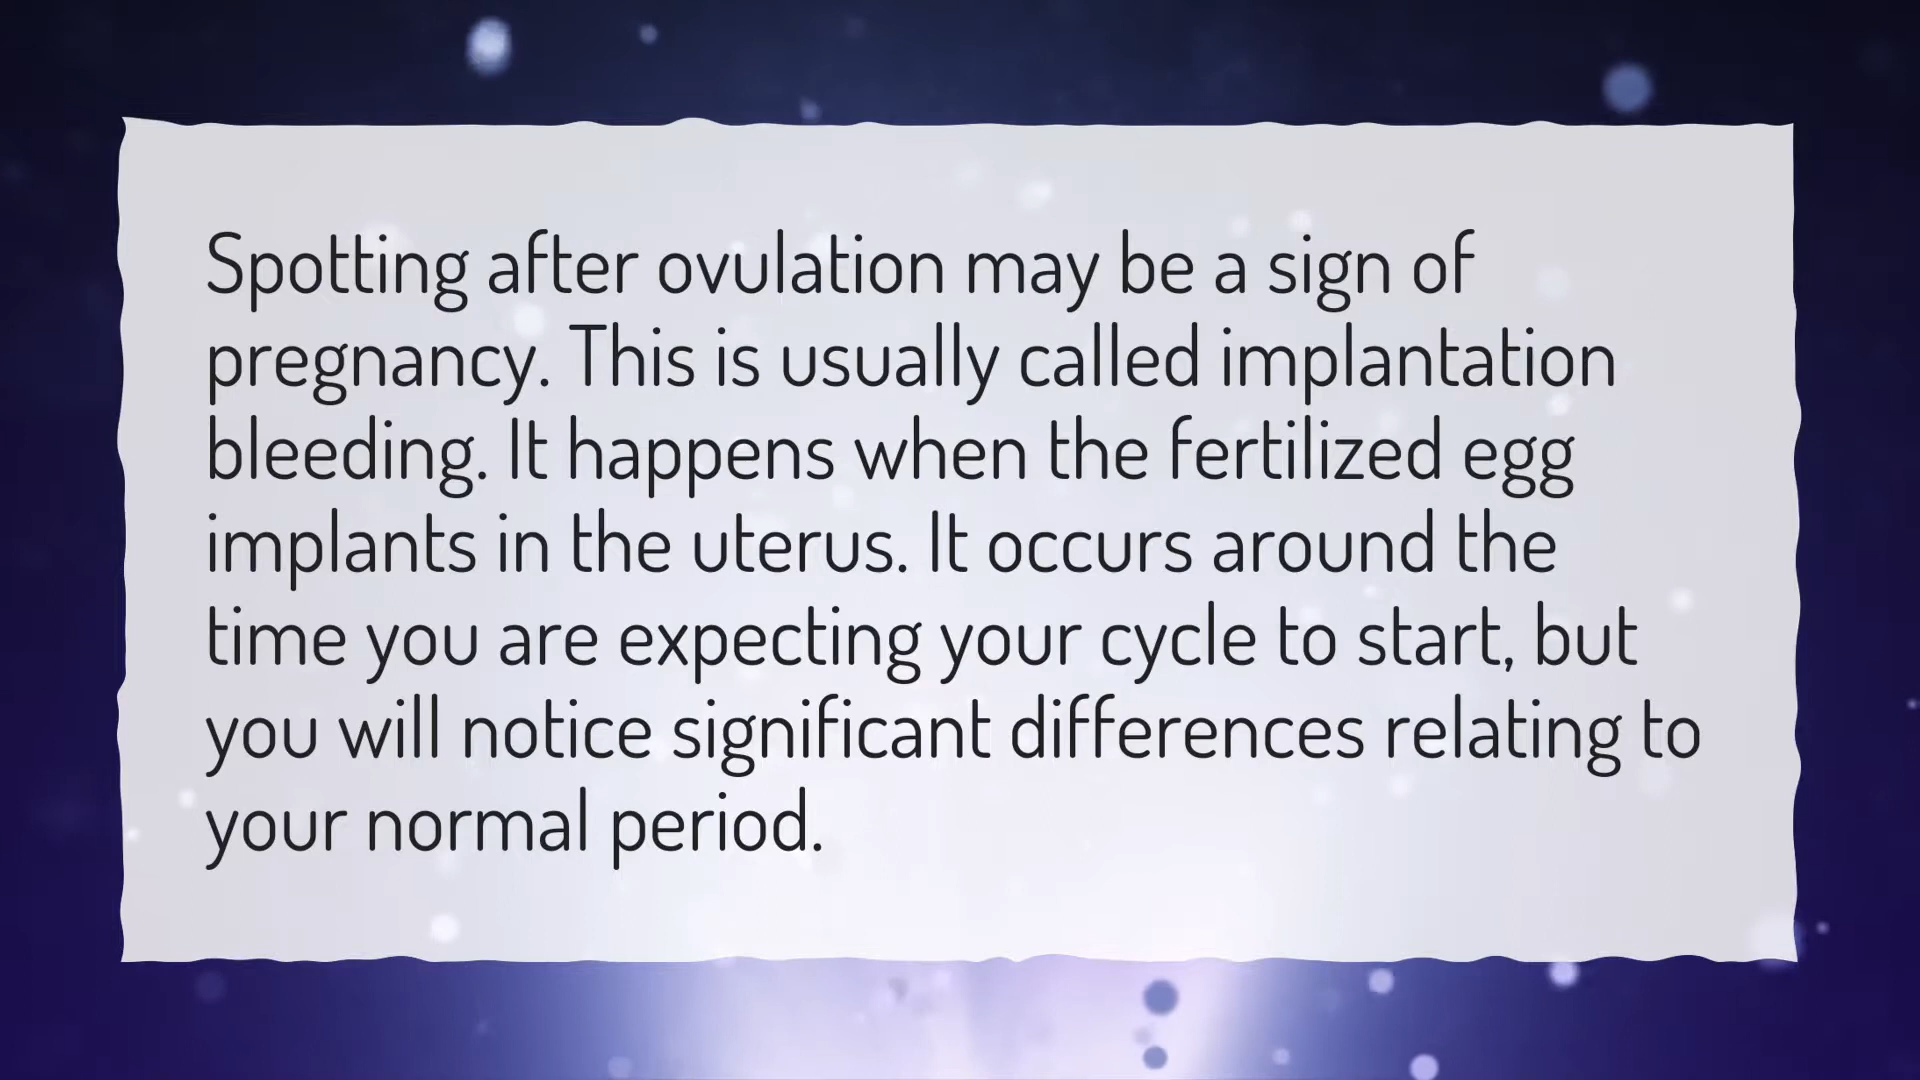 Spotting after ovulation may be a sign of
pregnancy. This is usually called implantation
bleeding. It happens when the fertilized egg
implants in the uterus. It occurs around the
time you are expecting your cycle to start, but
you will notice significant differences relating to
your normal period.